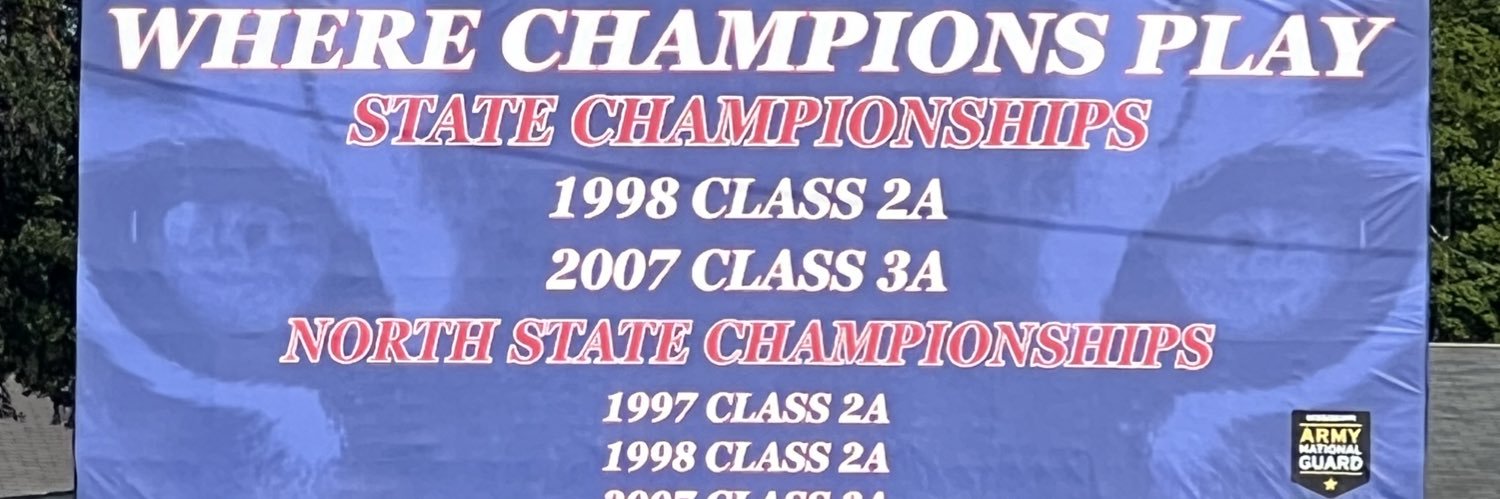 WHERE CHAMPIONS PLAY
STATE CHAMPIONSHIPS
1998 CLASS 2A
2007 CLASS 3A
NORTH STATE CHAMPIONSHIPS
1997 CLASS 2A
1998 CLASS 2A
ARMY
NATIONAL
GUARD